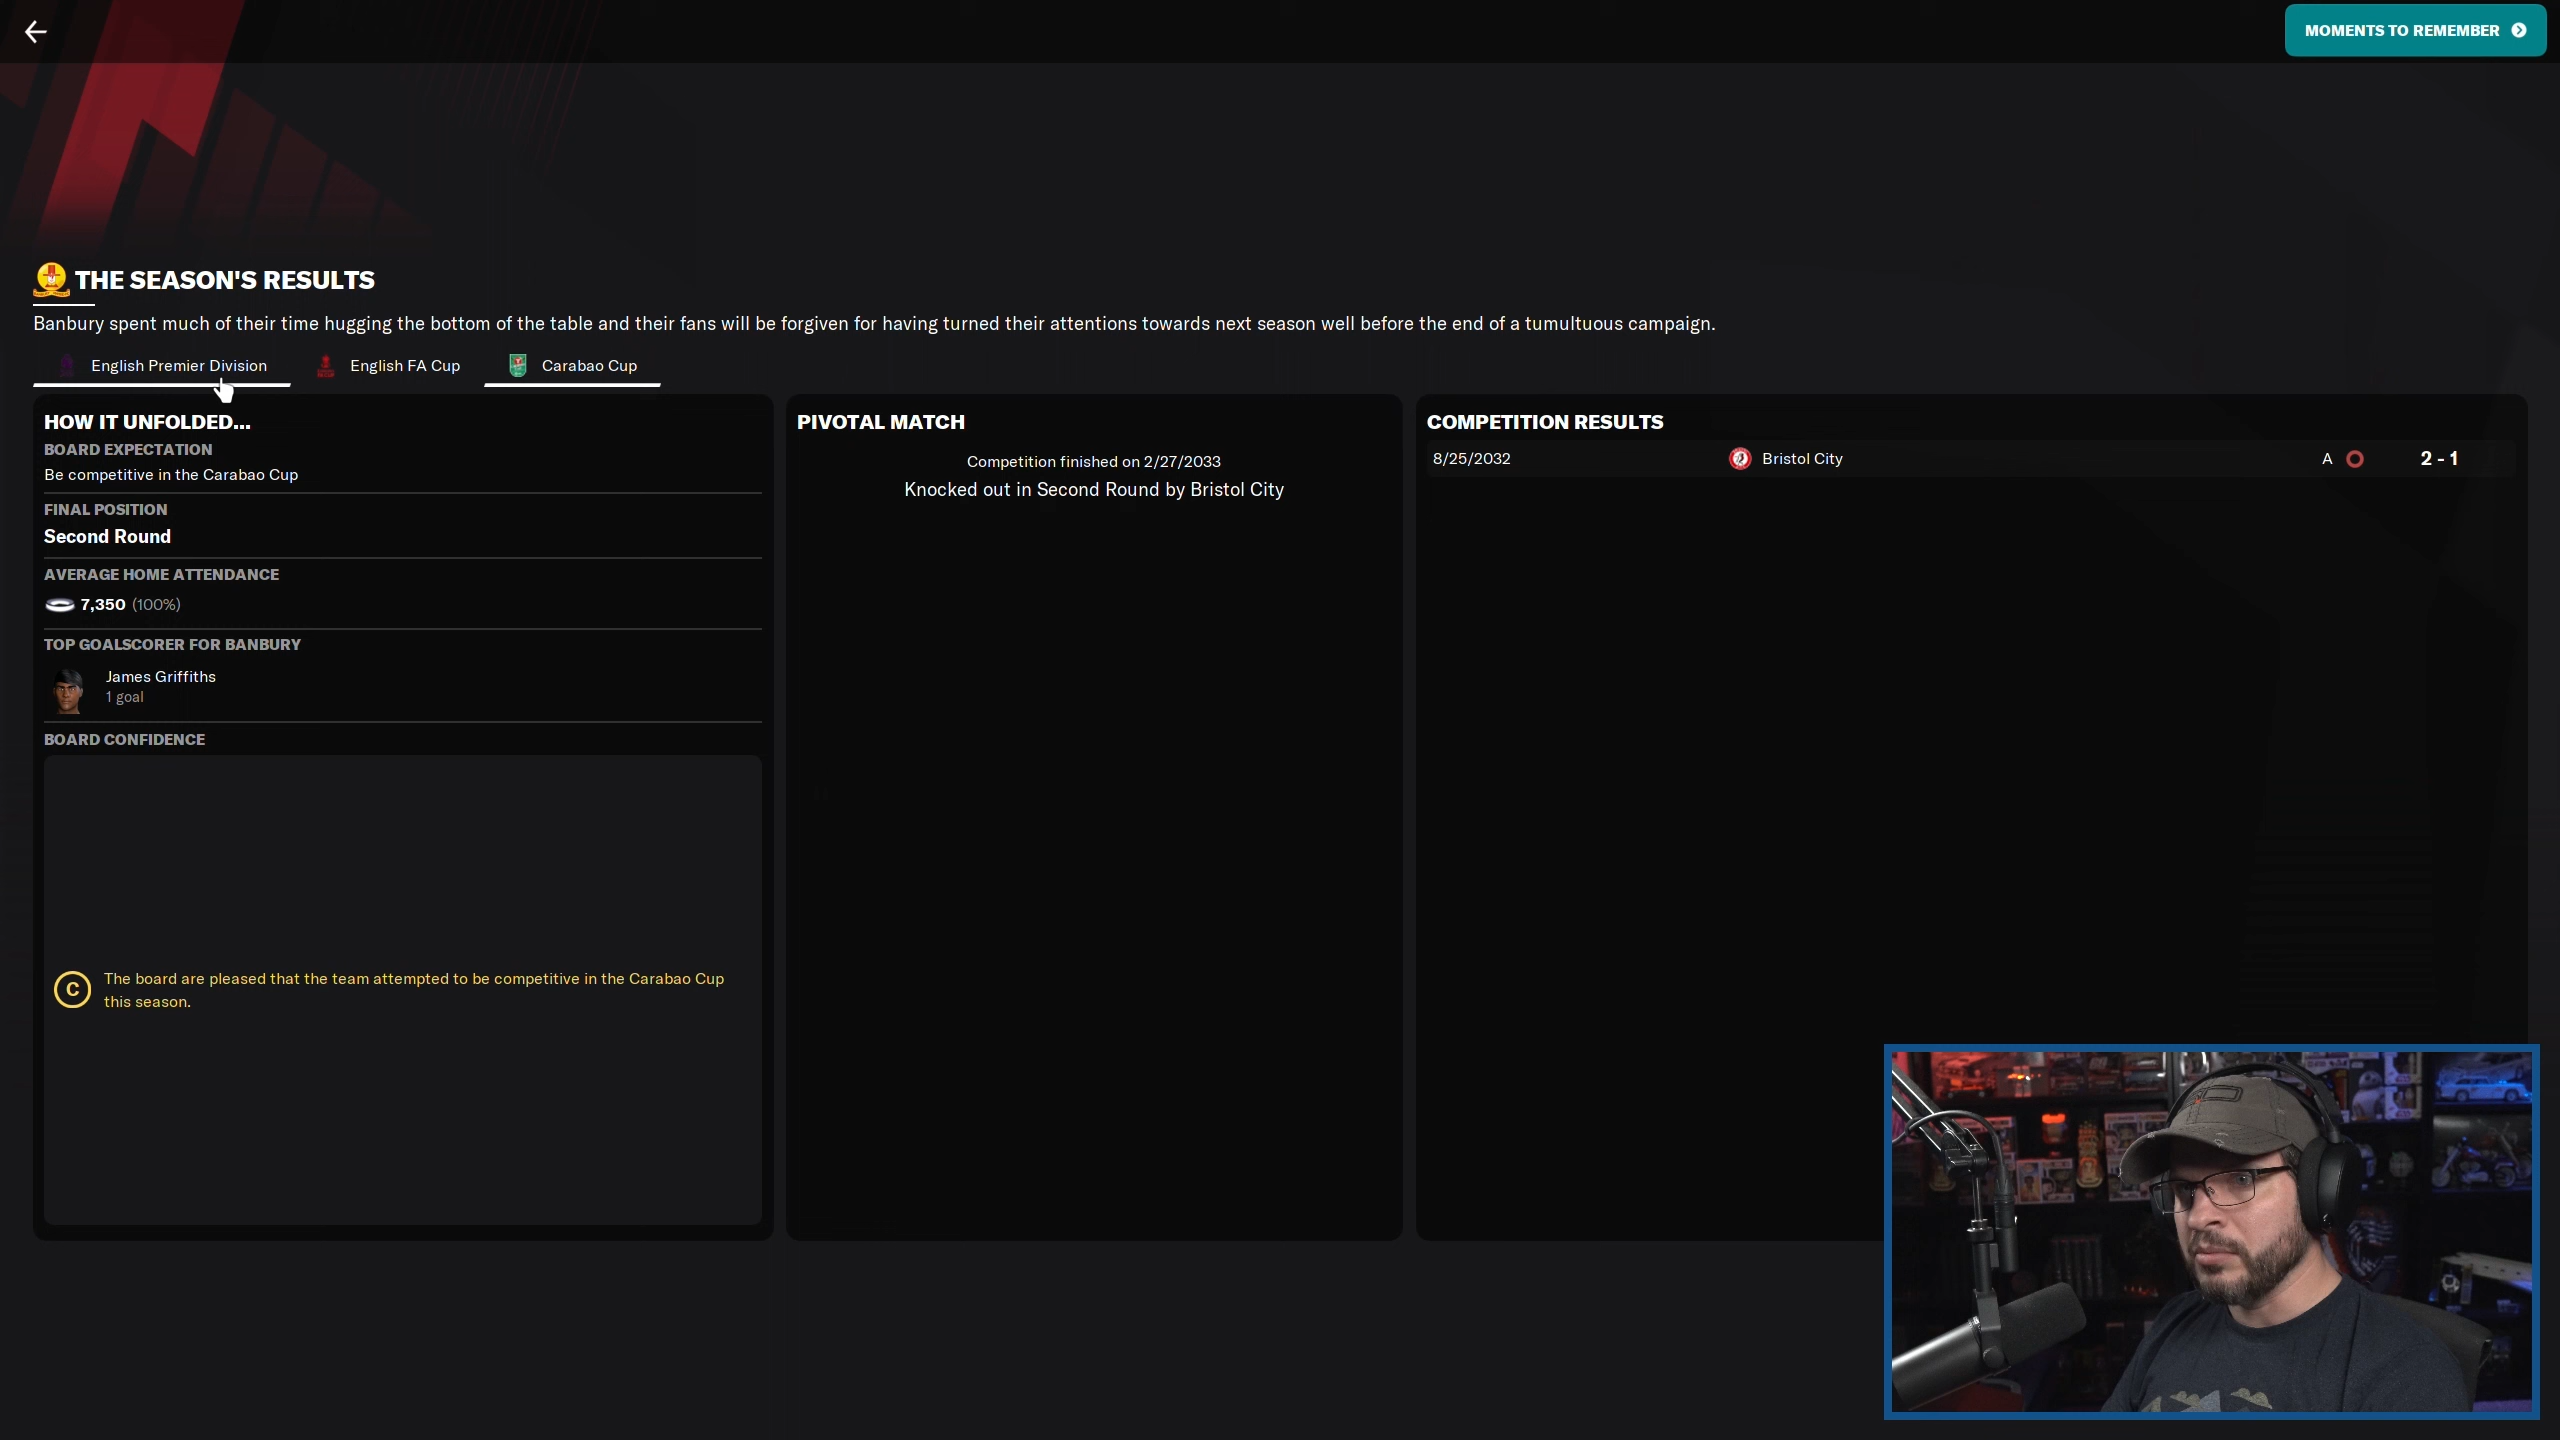 MOMENTS TO REMEMBER
THE SEASON'S RESULTS
Banbury spent much of their time hugging the bottom of the table and their fans will be forgiven for having turned their attentions towards next season well before the end of a tumultuous campaign.
English Premier Division English FA Cup Carabao Cup
HOW IT UNFOLDED...
BOARD EXPECTATION
Be competitive in the Carabao Cup
FINAL POSITION
Second Round
AVERAGE HOME ATTENDANCE
7,350 (100%)
TOP GOALSCORER FOR BANBURY
James Griffiths
1 goal
BOARD CONFIDENCE
C The board are pleased that the team attempted to be competitive in the Carabao Cup
this season.
PIVOTAL MATCH
Competition finished on 2/27/2033
Knocked out in Second Round by Bristol City
COMPETITION RESULTS
8/25/2032 Bristol City A 2 - 1